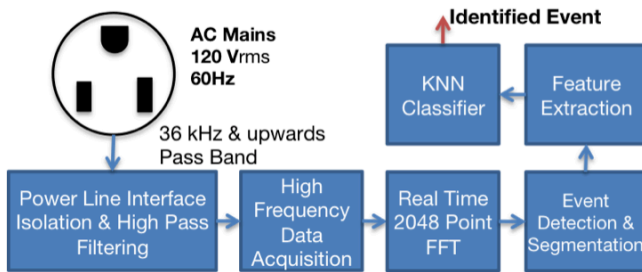 AC Mains
120 Vrms
60Hz
36 kHz & upwards
Pass Band
Power Line Interface
Isolation & High Pass
Filtering
High
Frequency
Data
Acquisition
Real Time
2048 Point
FFT
Event
Detection &
Segmentation
Feature
Extraction
KNN
Classifier
Identified Event